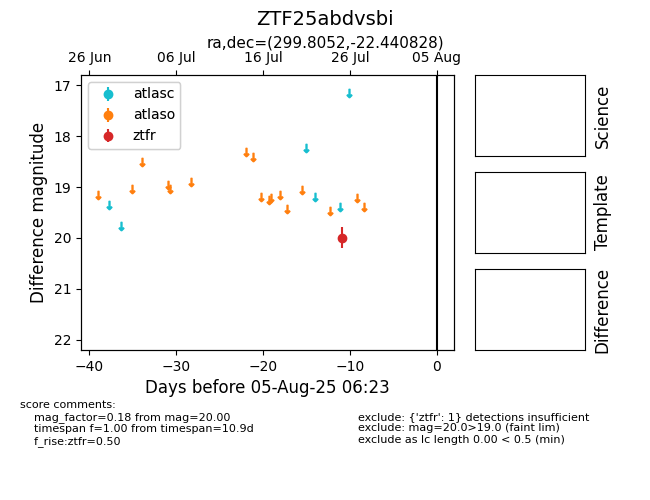 ZTF25abdvsbi
ra,dec=(299.8052,-22.440828)
26 Jun 06 Jul 16 Jul 26 Jul 05 Aug
atlasc
atlaso
ztfr
17
18
19
20
21
22
Difference magnitude
−40 −30 −20 −10 0
Days before 05-Aug-25 06:23
Science
Template
Difference
score comments:
mag_factor=0.18 from mag=20.00
timespan f=1.00 from timespan=10.9d
f_rise:ztfr=0.50
exclude: {'ztfr': 1} detections insufficient
exclude: mag=20.0>19.0 (faint lim)
exclude as lc length 0.00 < 0.5 (min)